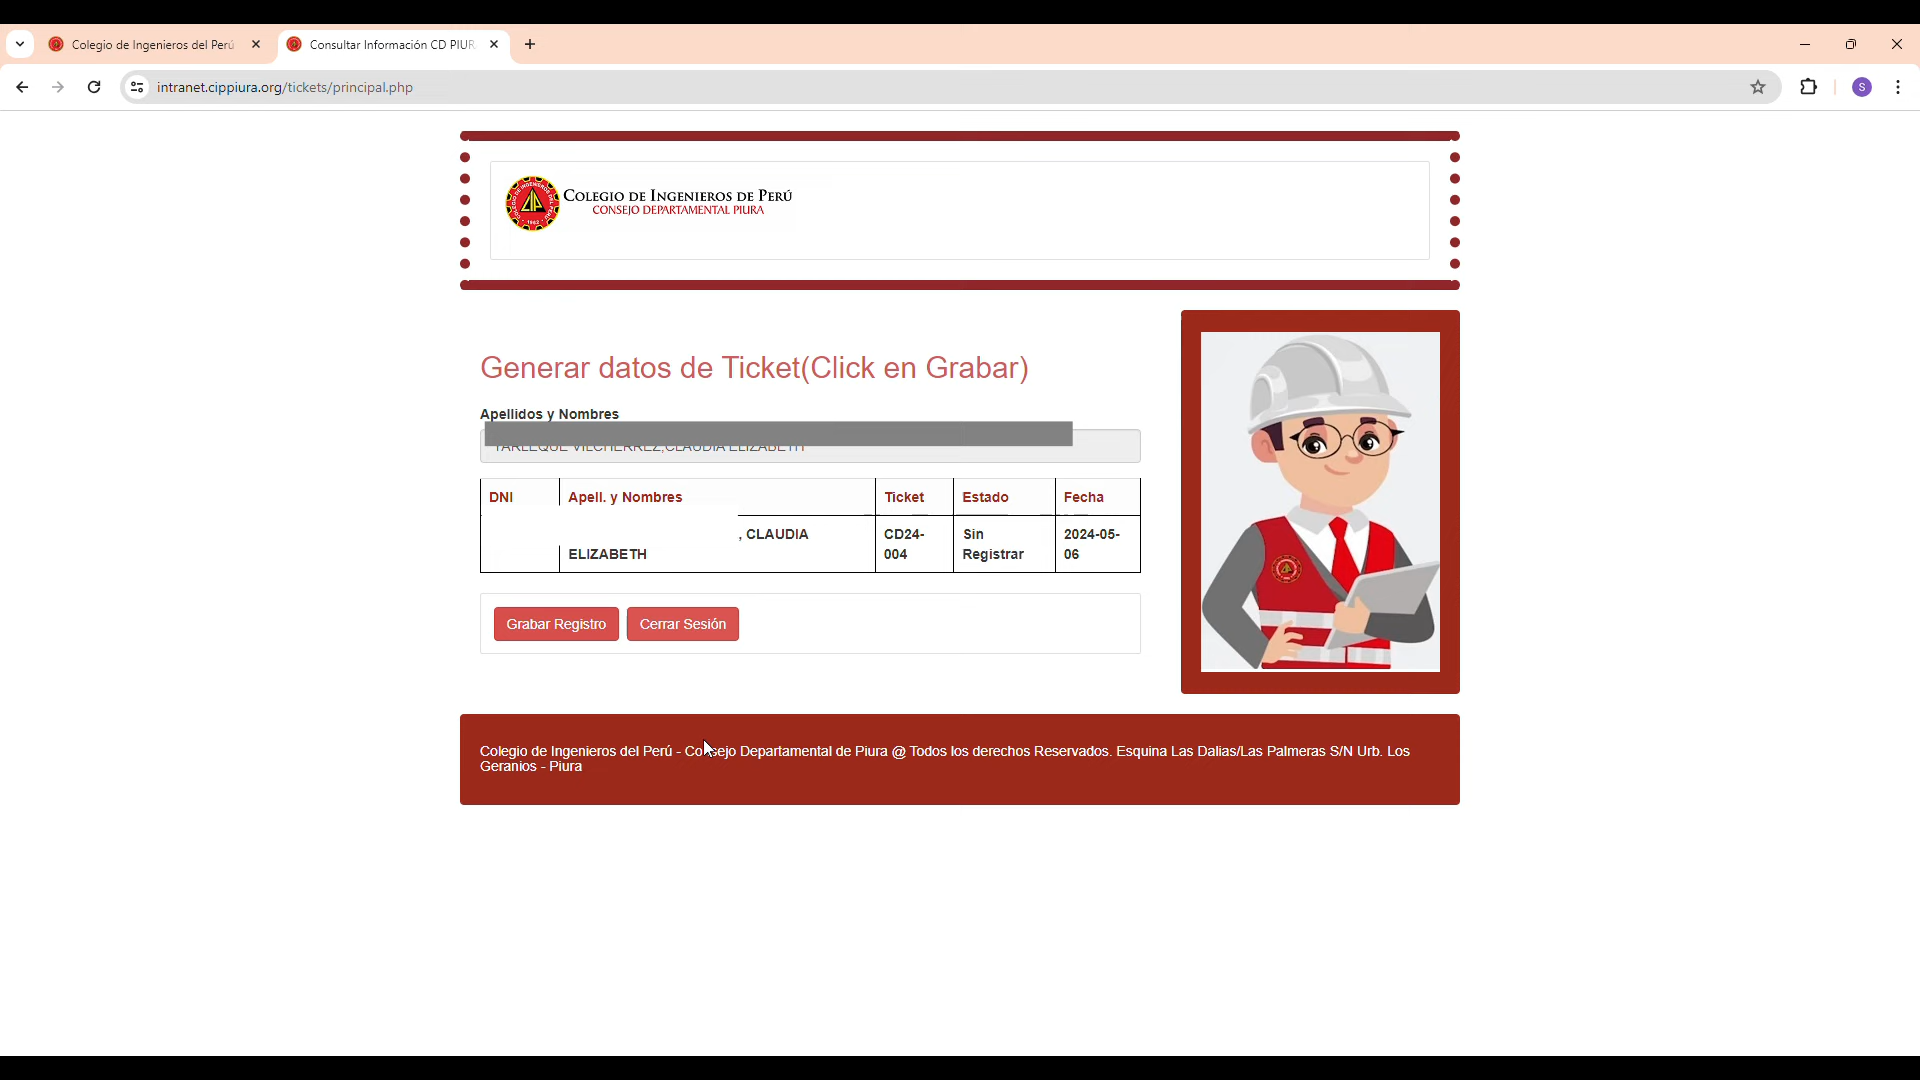 Colegio de Ingenieros del Perú
Consultar Información CD PIUR
intranet.cippiura.org/tickets/principal.php
S
COLEGIO DE INGENIEROS DE PERÚ
CONSEJO DEPARTAMENTAL PIURA
Generar datos de Ticket(Click en Grabar)
Apellidos y Nombres
DNI Apell. y Nombres Ticket Estado Fecha
, CLAUDIA CD24- Sin 2024-05-
ELIZABETH 004 Registrar 06
Grabar Registro Cerrar Sesión
Colegio de Ingenieros del Perú - Consejo Departamental de Piura @ Todos los derechos Reservados. Esquina Las Dalias/Las Palmeras S/N Urb. Los
Geranios - Piura